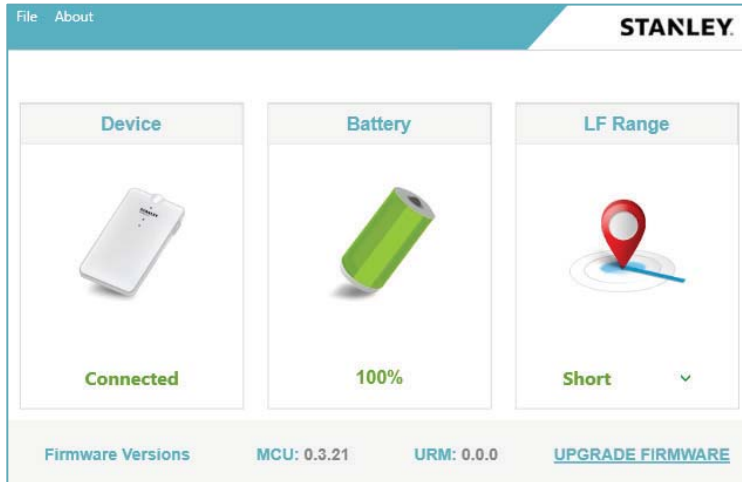 File About
STANLEY.
Device
Battery
LF Range
STANLEY
Connected
100%
Short
Firmware Versions MCU: 0.3.21 URM: 0.0.0 UPGRADE FIRMWARE